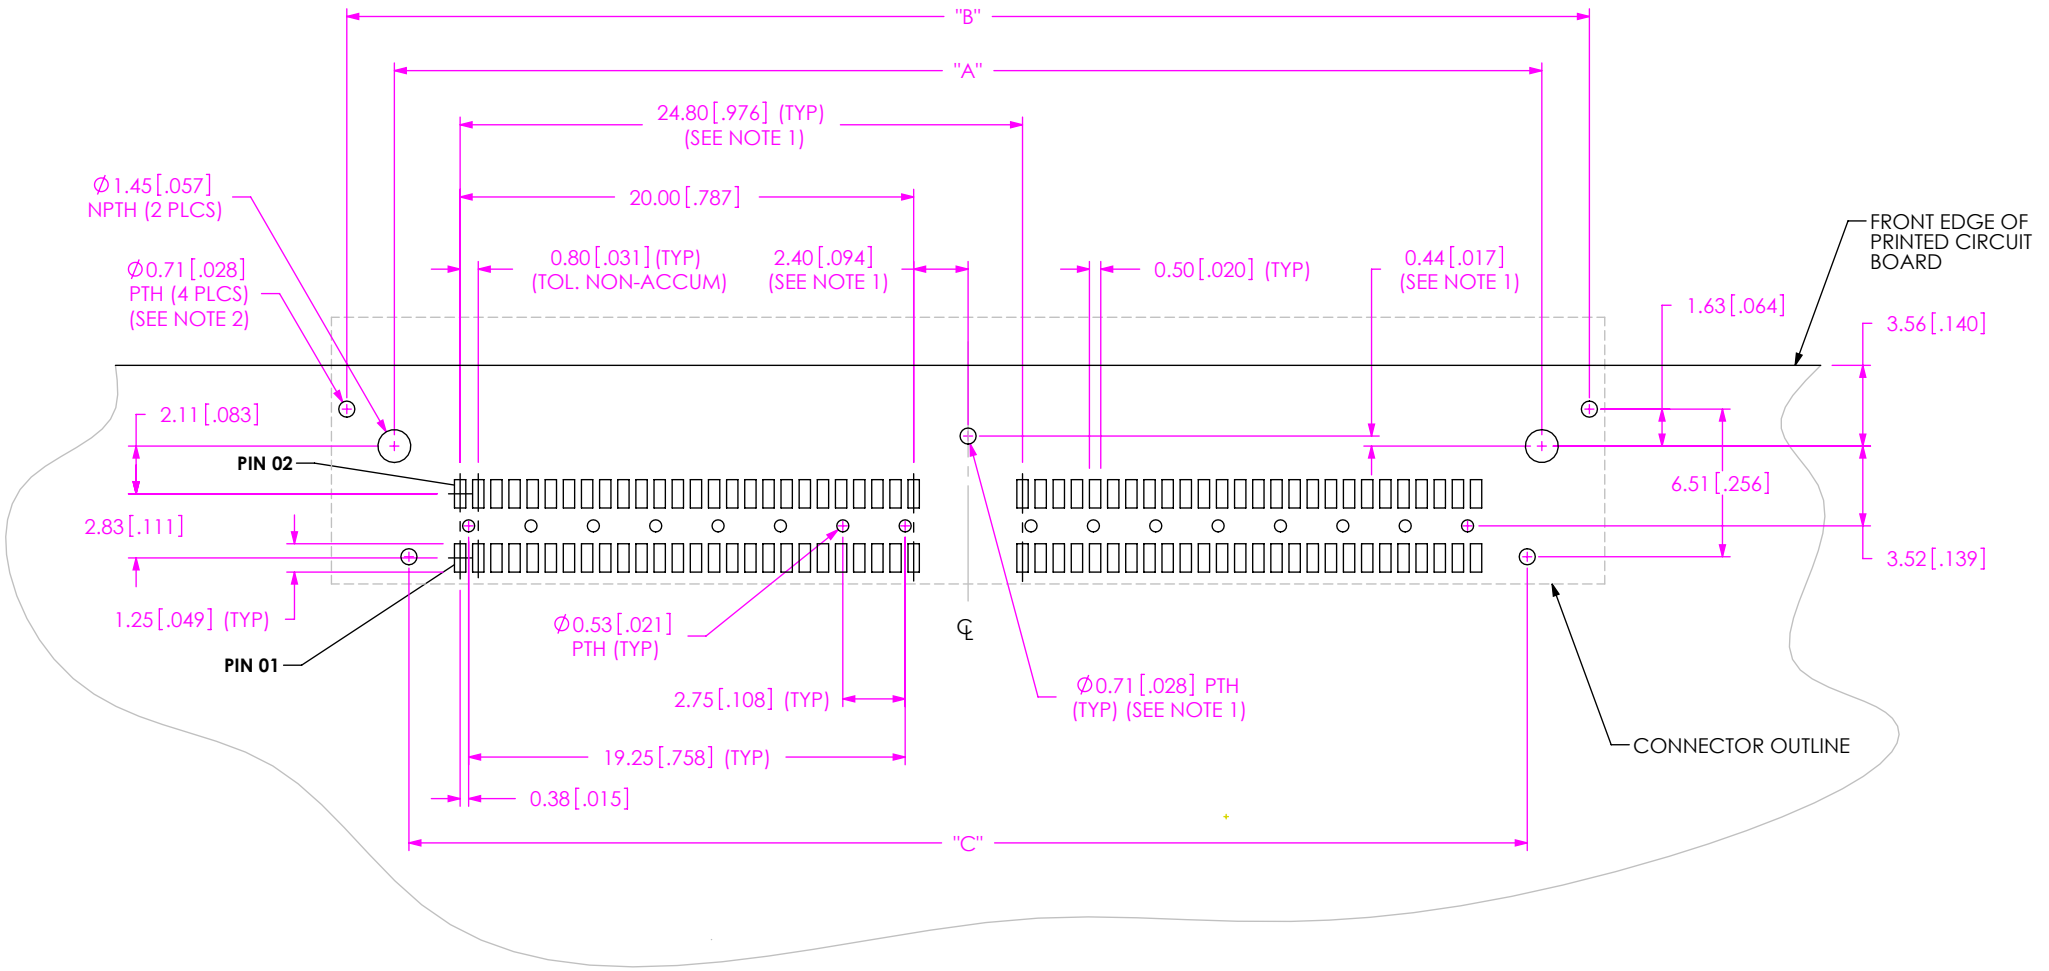 "B"
"A"
24.80[.976] (TYP)
(SEE NOTE 1)
Ø1.45[.057]
NPTH (2 PLCS)
20.00[.787]
FRONT EDGE OF
PRINTED CIRCUIT
BOARD
Ø0.71[.028]
PTH (4 PLCS)
(SEE NOTE 2)
0.80[.031](TYP)
(TOL. NON-ACCUM)
2.40[.094]
(SEE NOTE 1)
0.50[.020] (TYP)
0.44[.017]
(SEE NOTE 1)
1.63[.064]
3.56[.140]
2.11[.083]
PIN 02
6.51[.256]
2.83[.111]
3.52[.139]
1.25[.049] (TYP)
Ø0.53[.021]
PTH (TYP)
℄
PIN 01
2.75[.108] (TYP)
Ø0.71[.028] PTH
(TYP) (SEE NOTE 1)
19.25[.758] (TYP)
CONNECTOR OUTLINE
0.38[.015]
"C"